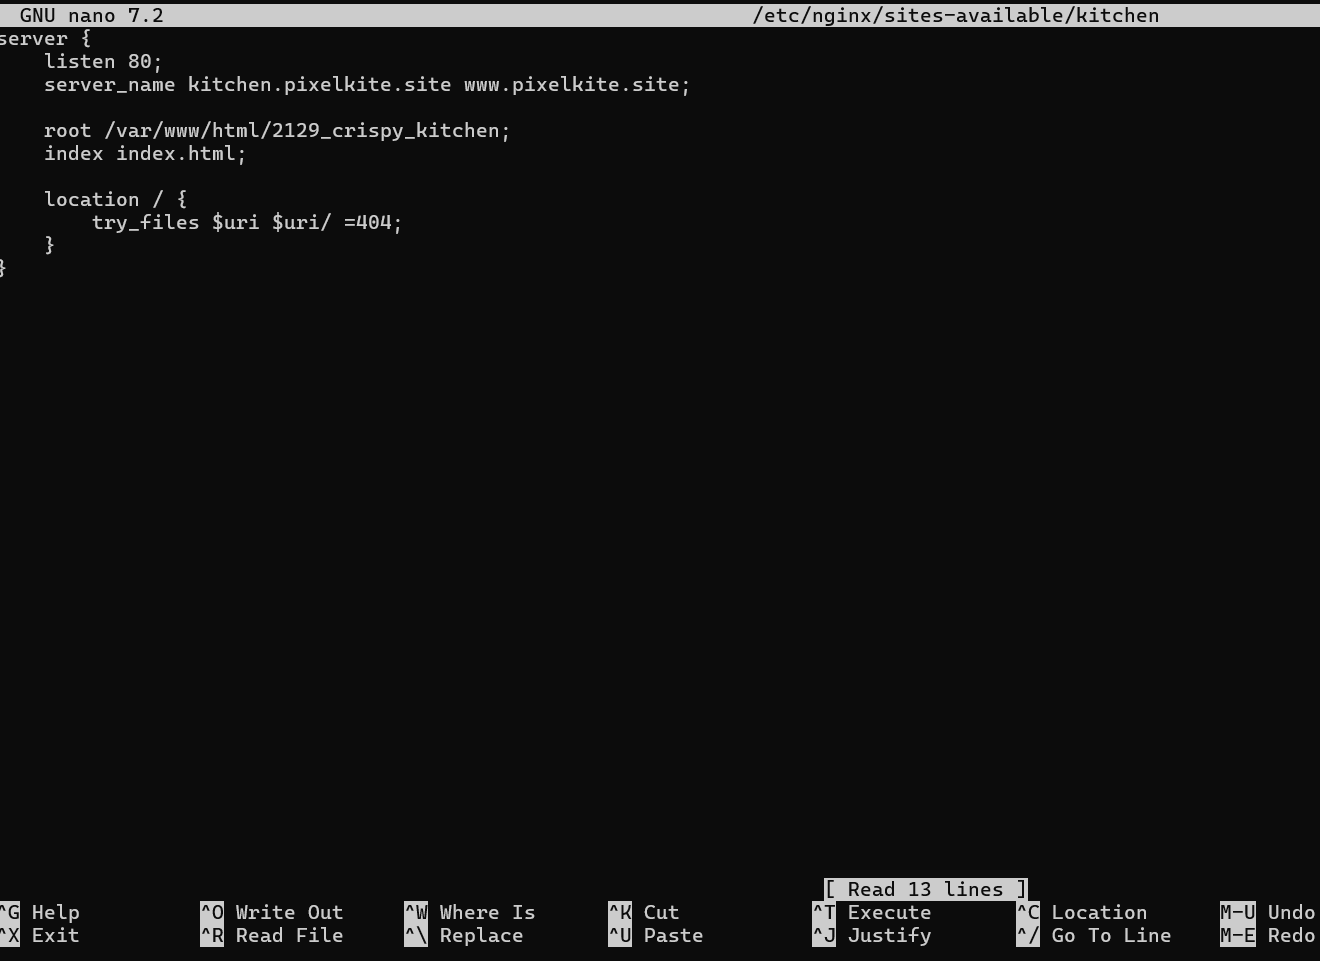 GNU nano 7.2 /etc/nginx/sites-available/kitchen
server {
    listen 80;
    server_name kitchen.pixelkite.site www.pixelkite.site;

    root /var/www/html/2129_crispy_kitchen;
    index index.html;

    location / {
        try_files $uri $uri/ =404;
    }
}
[ Read 13 lines ]
^G Help ^O Write Out ^W Where Is ^K Cut ^T Execute ^C Location M-U Undo
^X Exit ^R Read File ^\ Replace ^U Paste ^J Justify ^/ Go To Line M-E Redo